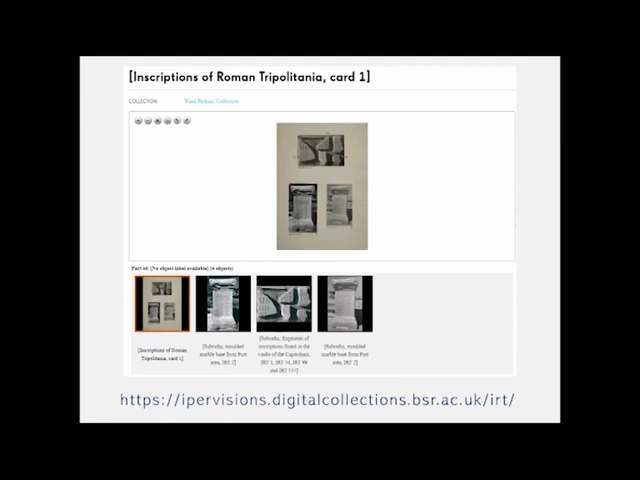 [Inscriptions of Roman Tripolitania, card 1]
COLLECTION Ward Perkins Collection
Part of: [No object label available] (4 objects)
[Inscriptions of Roman
Tripolitania, card 1]
[Sabratha, moulded
marble base from Port
area, IRT 2]
[Sabratha, fragments of
inscriptions found in the
vaults of the Capitolium,
IRT 1, IRT 34, IRT 99
and IRT 137]
[Sabratha, moulded
marble base from Port
area, IRT 2]
https://ipervisions.digitalcollections.bsr.ac.uk/irt/